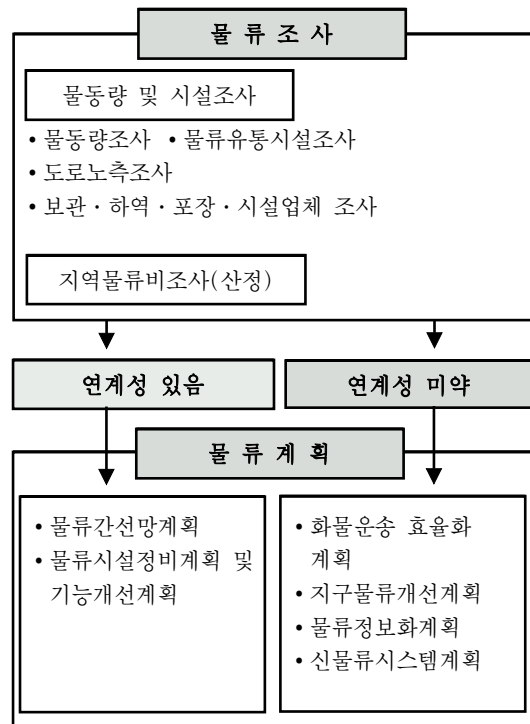 물 류 조 사
물동량 및 시설조사
• 물동량조사 • 물류유통시설조사
• 도로노측조사
• 보관 · 하역 · 포장 · 시설업체 조사
지역물류비조사(산정)
연계성 있음
연계성 미약
물 류 계 획
• 물류간선망계획
• 물류시설정비계획 및
기능개선계획
• 화물운송 효율화
계획
• 지구물류개선계획
• 물류정보화계획
• 신물류시스템계획